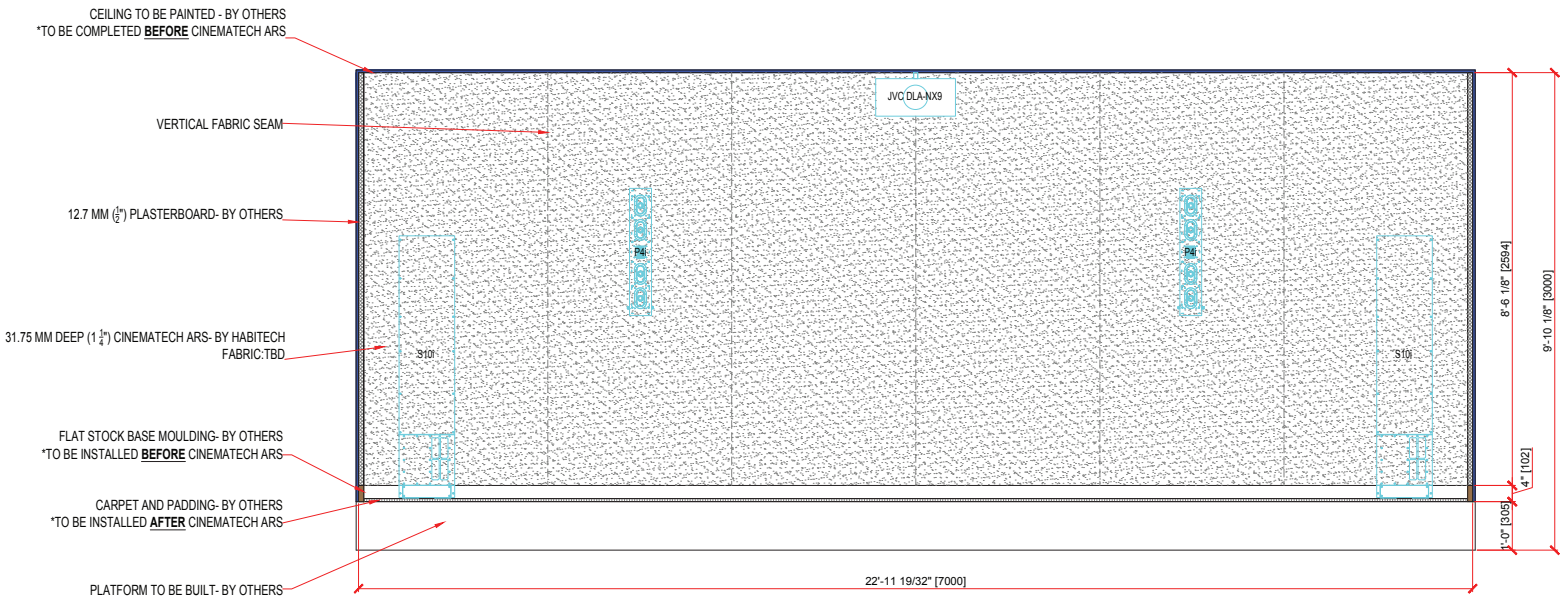 CEILING TO BE PAINTED - BY OTHERS
*TO BE COMPLETED BEFORE CINEMATECH ARS
JVC DLA-NX9
VERTICAL FABRIC SEAM
12.7 MM (1/2") PLASTERBOARD- BY OTHERS
P4i
P4i
8'-6 1/8" [2594]
9'-10 1/8" [3000]
31.75 MM DEEP (1 1/4") CINEMATECH ARS- BY HABITECH
FABRIC:TBD
S10i
S10i
FLAT STOCK BASE MOULDING- BY OTHERS
*TO BE INSTALLED BEFORE CINEMATECH ARS
4" [102]
CARPET AND PADDING- BY OTHERS
*TO BE INSTALLED AFTER CINEMATECH ARS
1'-0" [305]
22'-11 19/32" [7000]
PLATFORM TO BE BUILT- BY OTHERS